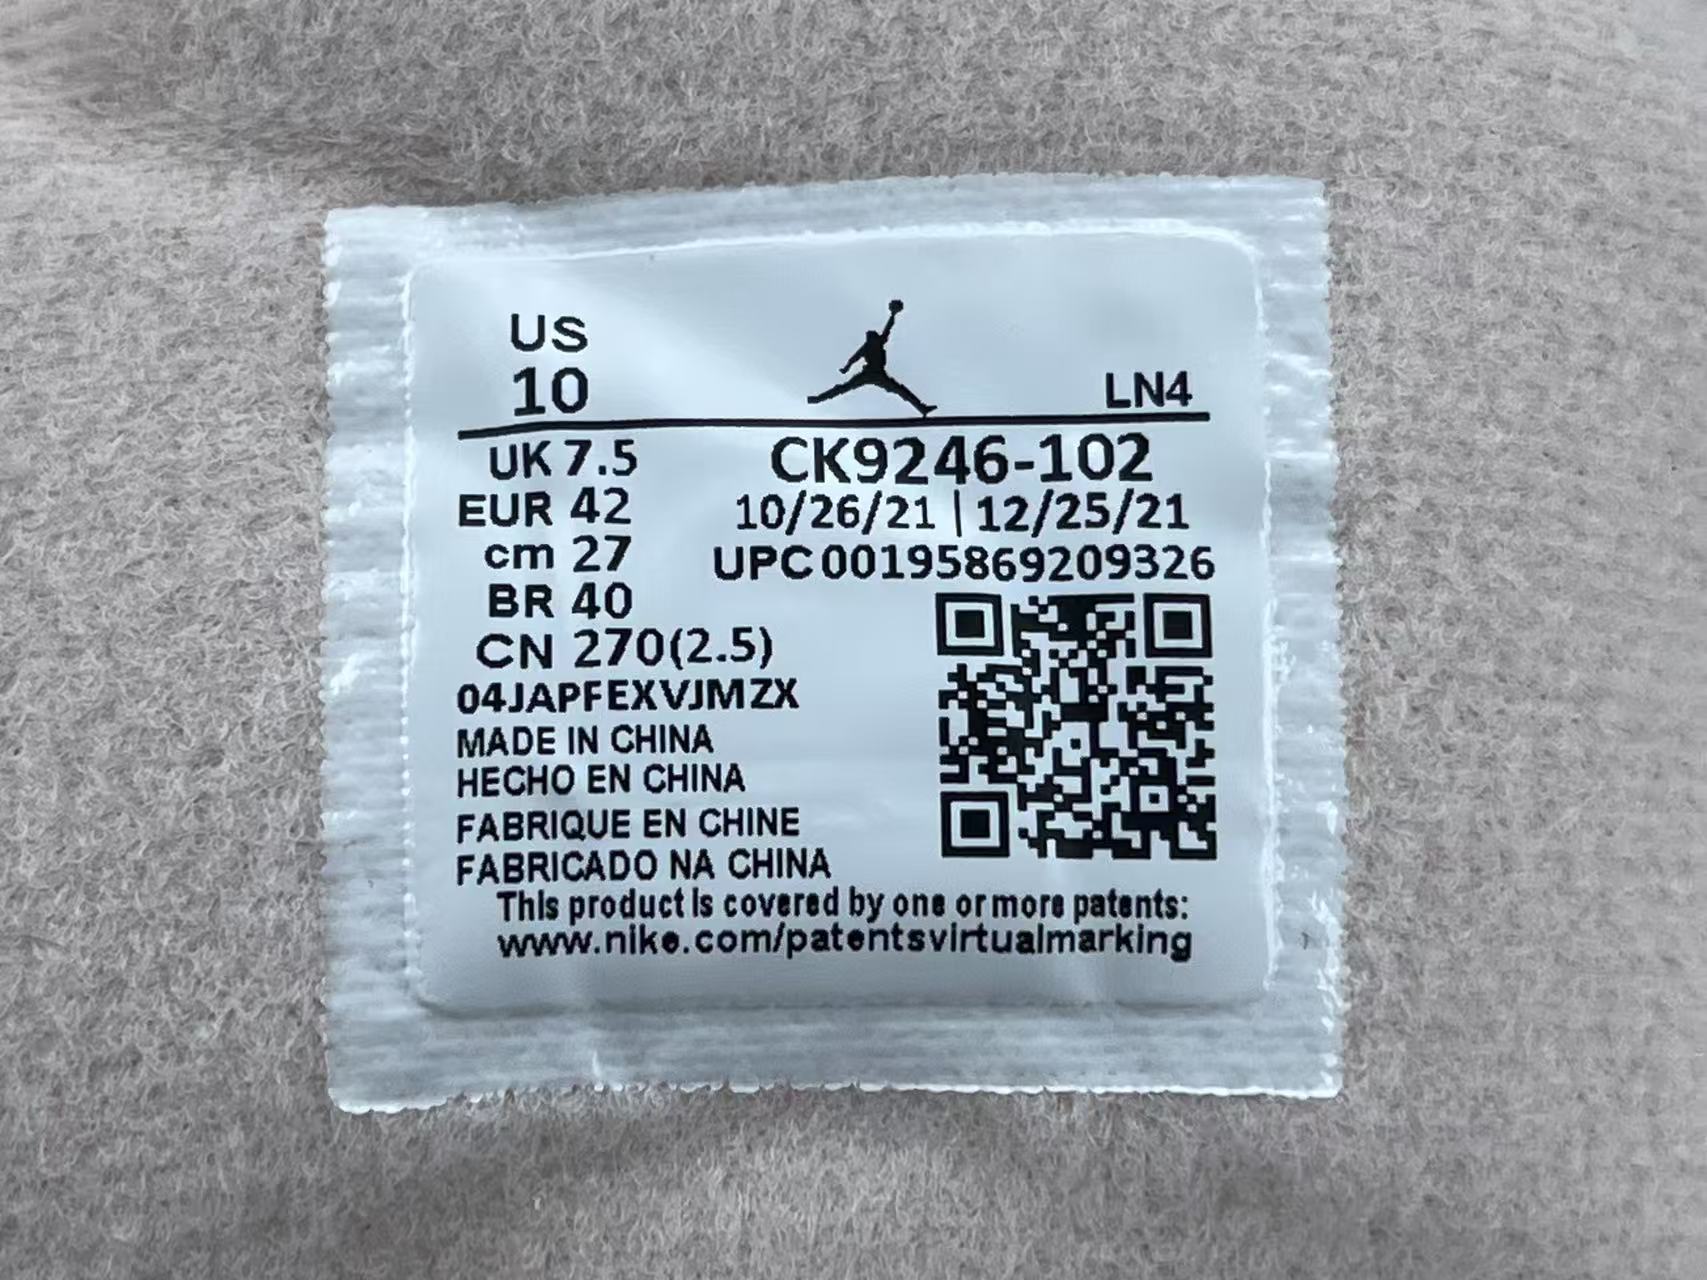 US
10
LN4
UK 7.5
CK9246-102
EUR 42
10/26/21 | 12/25/21
cm 27
UPC 00195869209326
BR 40
CN 270(2.5)
04JAPFEXVJMZX
MADE IN CHINA
HECHO EN CHINA
FABRIQUE EN CHINE
FABRICADO NA CHINA
This product is covered by one or more patents:
www.nike.com/patentsvirtualmarking